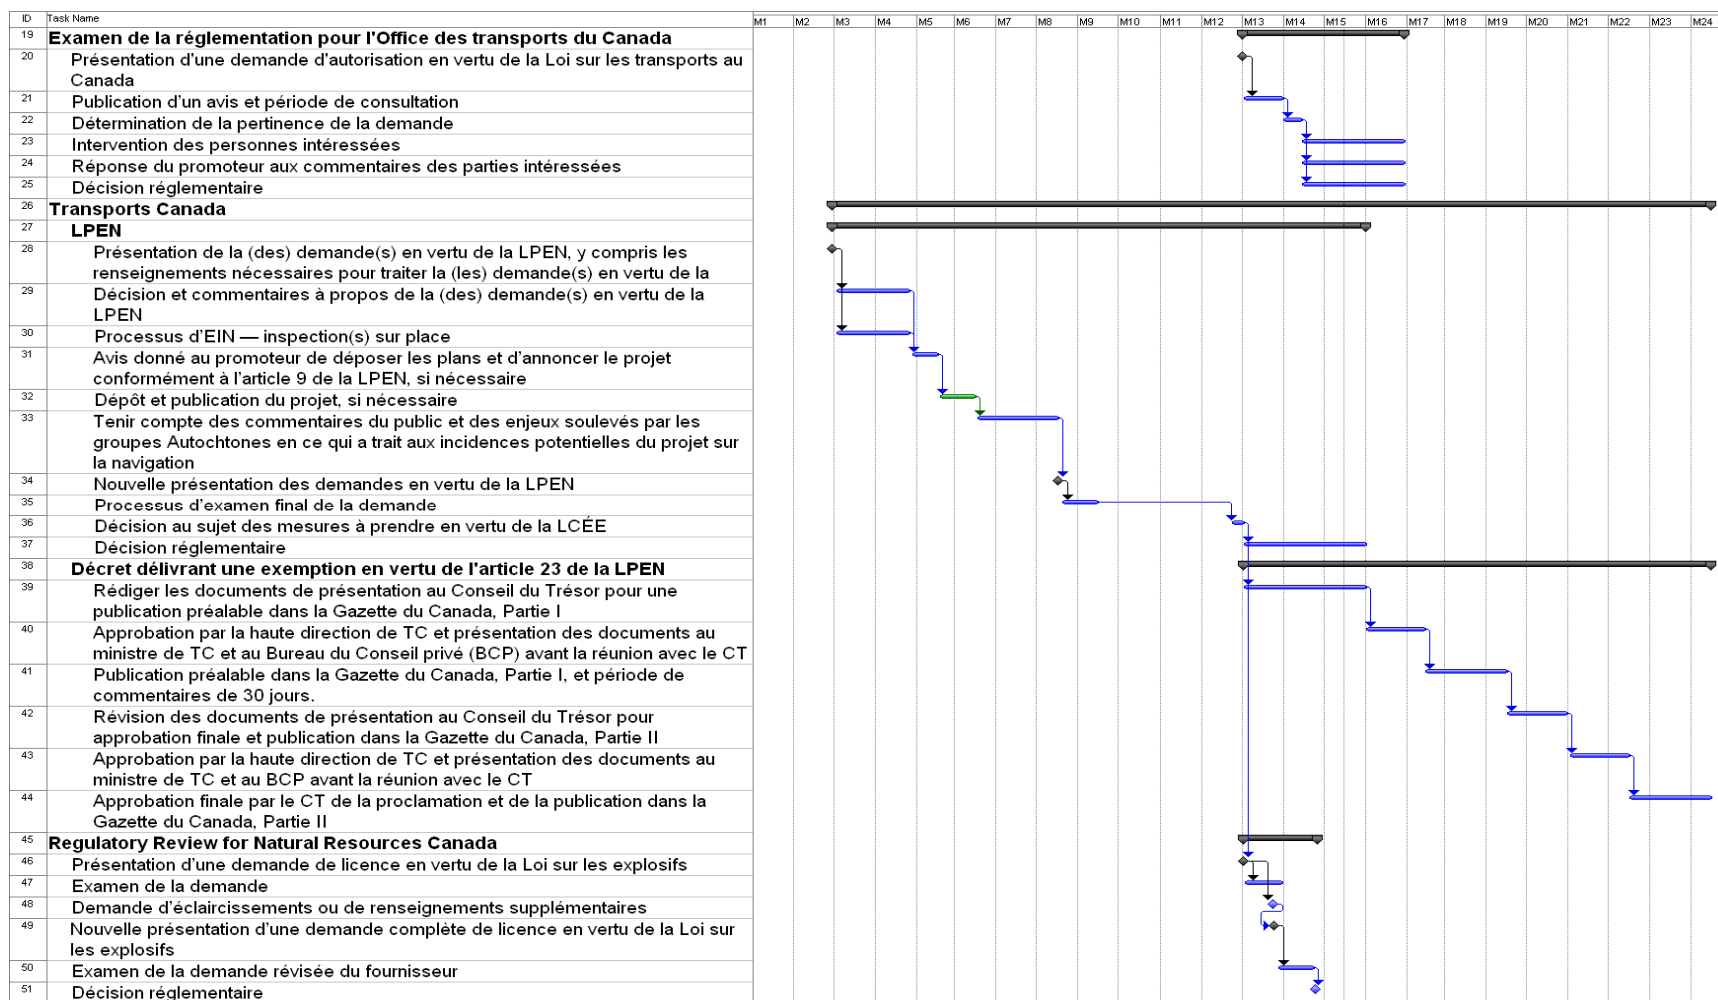 ID Task Name M1 M2 M3 M4 M5 M6 M7 M8 M9 M10 M11 M12 M13 M14 M15 M16 M17 M18 M19 M20 M21 M22 M23 M24
19 Examen de la réglementation pour l'Office des transports du Canada
20 Présentation d'une demande d'autorisation en vertu de la Loi sur les transports au
Canada
21 Publication d'un avis et période de consultation
22 Détermination de la pertinence de la demande
23 Intervention des personnes intéressées
24 Réponse du promoteur aux commentaires des parties intéressées
25 Décision réglementaire
26 Transports Canada
27 LPEN
28 Présentation de la (des) demande(s) en vertu de la LPEN, y compris les
renseignements nécessaires pour traiter la (les) demande(s) en vertu de la
29 Décision et commentaires à propos de la (des) demande(s) en vertu de la
LPEN
30 Processus d'EIN — inspection(s) sur place
31 Avis donné au promoteur de déposer les plans et d'annoncer le projet
conformément à l'article 9 de la LPEN, si nécessaire
32 Dépôt et publication du projet, si nécessaire
33 Tenir compte des commentaires du public et des enjeux soulevés par les
groupes Autochtones en ce qui a trait aux incidences potentielles du projet sur
la navigation
34 Nouvelle présentation des demandes en vertu de la LPEN
35 Processus d'examen final de la demande
36 Décision au sujet des mesures à prendre en vertu de la LCÉE
37 Décision réglementaire
38 Décret délivrant une exemption en vertu de l'article 23 de la LPEN
39 Rédiger les documents de présentation au Conseil du Trésor pour une
publication préalable dans la Gazette du Canada, Partie I
40 Approbation par la haute direction de TC et présentation des documents au
ministre de TC et au Bureau du Conseil privé (BCP) avant la réunion avec le CT
41 Publication préalable dans la Gazette du Canada, Partie I, et période de
commentaires de 30 jours.
42 Révision des documents de présentation au Conseil du Trésor pour
approbation finale et publication dans la Gazette du Canada, Partie II
43 Approbation par la haute direction de TC et présentation des documents au
ministre de TC et au BCP avant la réunion avec le CT
44 Approbation finale par le CT de la proclamation et de la publication dans la
Gazette du Canada, Partie II
45 Regulatory Review for Natural Resources Canada
46 Présentation d'une demande de licence en vertu de la Loi sur les explosifs
47 Examen de la demande
48 Demande d'éclaircissements ou de renseignements supplémentaires
49 Nouvelle présentation d'une demande complète de licence en vertu de la Loi sur
les explosifs
50 Examen de la demande révisée du fournisseur
51 Décision réglementaire